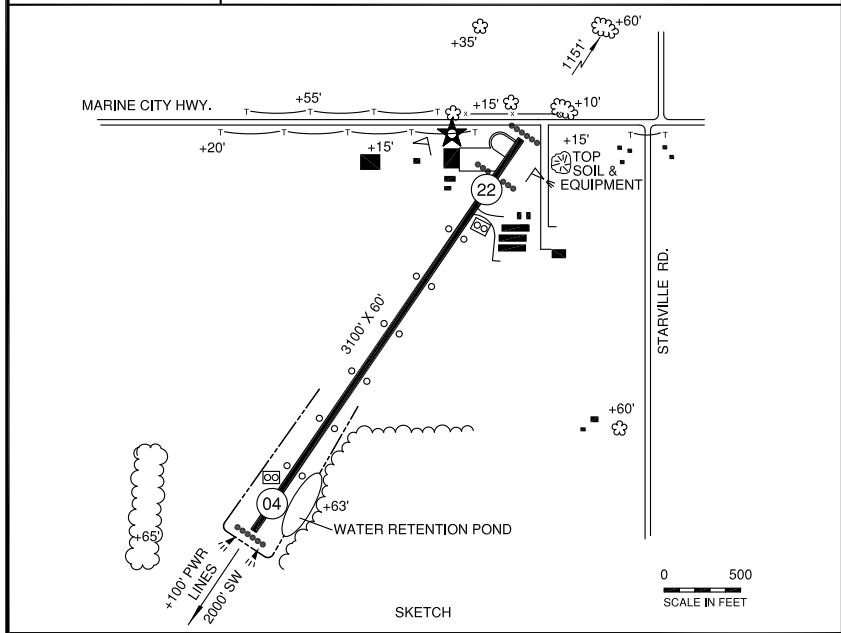 +60'
+35'
1151'
MARINE CITY HWY.
+55'
+15'
+10'
T T T T x x
T T T T T
+20'
+15'
+15'
T T
TOP
SOIL &
EQUIPMENT
22
3100' X 60'
STARVILLE RD.
+60'
04
+63'
WATER RETENTION POND
+65'
+100' PWR
LINES
2000' SW
0 500
SCALE IN FEET
SKETCH